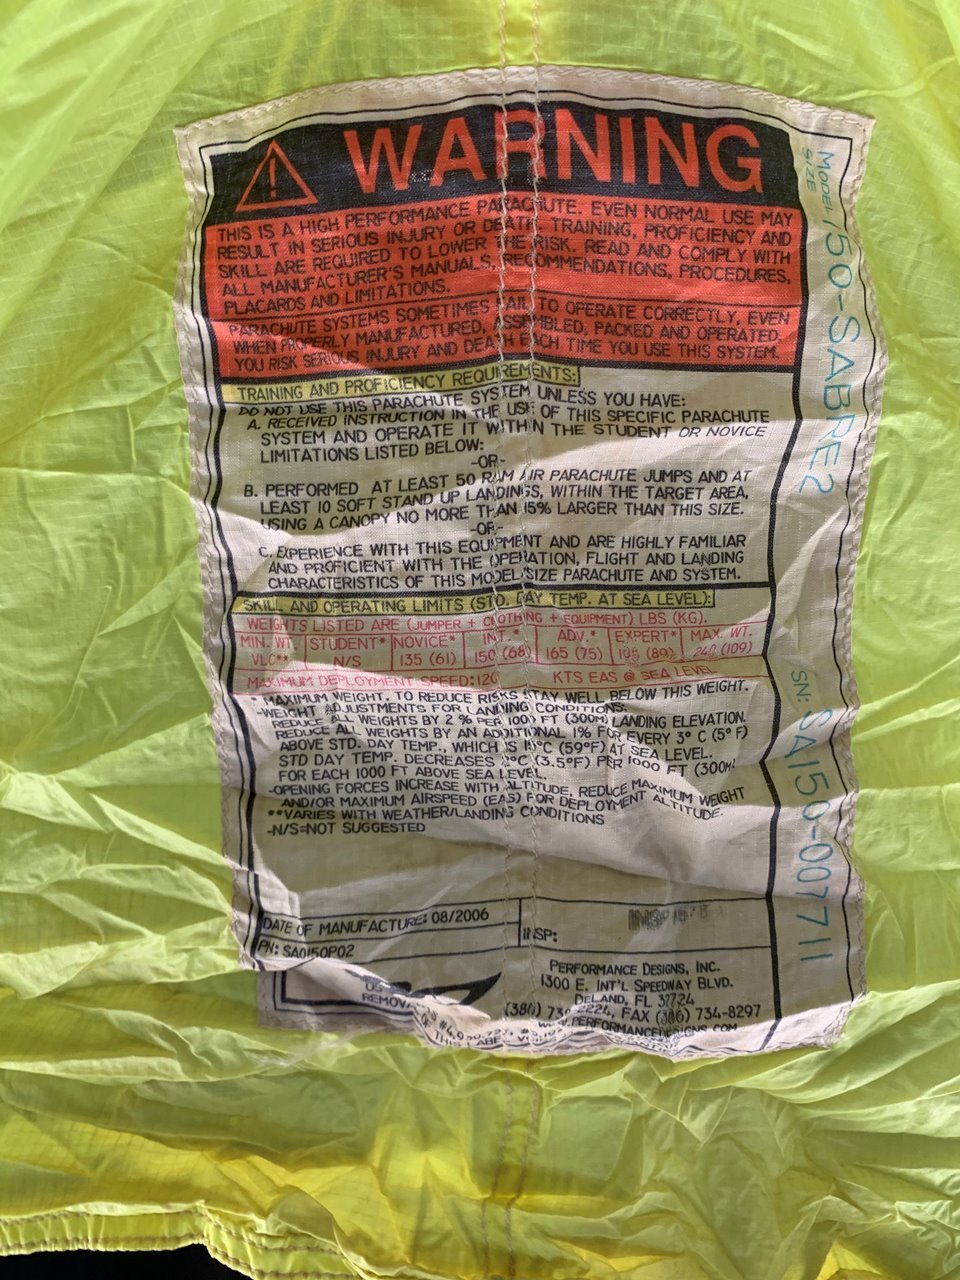 WARNING
THIS IS A HIGH PERFORMANCE PARACHUTE. EVEN NORMAL USE MAY
RESULT IN SERIOUS INJURY OR DEATH TRAINING, PROFICIENCY AND
SKILL ARE REQUIRED TO LOWER THE RISK. READ AND COMPLY WITH
ALL MANUFACTURER'S MANUALS, RECOMMENDATIONS, PROCEDURES,
PLACARDS AND LIMITATIONS.
PARACHUTE SYSTEMS SOMETIMES FAIL TO OPERATE CORRECTLY, EVEN
WHEN PROPERLY MANUFACTURED, ASSEMBLED, PACKED AND OPERATED.
YOU RISK SERIOUS INJURY AND DEATH EACH TIME YOU USE THIS SYSTEM.
TRAINING AND PROFICIENCY REQUIREMENTS:
DO NOT USE THIS PARACHUTE SYSTEM UNLESS YOU HAVE:
A. RECEIVED INSTRUCTION IN THE USE OF THIS SPECIFIC PARACHUTE
SYSTEM AND OPERATE IT WITHIN THE STUDENT OR NOVICE
LIMITATIONS LISTED BELOW:
-OR-
B. PERFORMED AT LEAST 50 RAM AIR PARACHUTE JUMPS AND AT
LEAST 10 SOFT STAND UP LANDINGS, WITHIN THE TARGET AREA,
USING A CANOPY NO MORE THAN 15% LARGER THAN THIS SIZE.
-OR-
C. EXPERIENCE WITH THIS EQUIPMENT AND ARE HIGHLY FAMILIAR
AND PROFICIENT WITH THE OPERATION, FLIGHT AND LANDING
CHARACTERISTICS OF THIS MODEL/SIZE PARACHUTE AND SYSTEM.
SKILL AND OPERATING LIMITS (STD. DAY TEMP. AT SEA LEVEL):
WEIGHTS LISTED ARE (JUMPER + CLOTHING + EQUIPMENT) LBS (KG).
MIN. WT. STUDENT* NOVICE* INT.* ADV.* EXPERT* MAX. WT.
VLC** N/S 135 (61) 150 (68) 165 (75) 195 (89) 240 (109)
MAXIMUM DEPLOYMENT SPEED: 120 KTS EAS @ SEA LEVEL
MAXIMUM WEIGHT. TO REDUCE RISKS STAY WELL BELOW THIS WEIGHT.
-WEIGHT ADJUSTMENTS FOR LANDING CONDITIONS:
REDUCE ALL WEIGHTS BY 2 % PER 1000 FT (300M) LANDING ELEVATION.
REDUCE ALL WEIGHTS BY AN ADDITIONAL 1% FOR EVERY 3° C (5° F)
ABOVE STD. DAY TEMP., WHICH IS 15°C (59°F) AT SEA LEVEL.
STD DAY TEMP. DECREASES 2°C (3.5°F) PER 1000 FT (300M)
FOR EACH 1000 FT ABOVE SEA LEVEL.
-OPENING FORCES INCREASE WITH ALTITUDE, REDUCE MAXIMUM WEIGHT
AND/OR MAXIMUM AIRSPEED (EAS) FOR DEPLOYMENT ALTITUDE.
**VARIES WITH WEATHER/LANDING CONDITIONS
-N/S=NOT SUGGESTED
DATE OF MANUFACTURE: 08/2006
INSP:
PN: SA0150P02
PERFORMANCE DESIGNS, INC.
1300 E. INT'L SPEEDWAY BLVD.
DELAND, FL 32724
2224, FAX (386) 734-8297
WWW.PERFORMANCEDESIGNS.COM
US
REMOVAL OF THIS LABEL
MODEL SABRE2
SIZE 150-
SN: SA150-007711